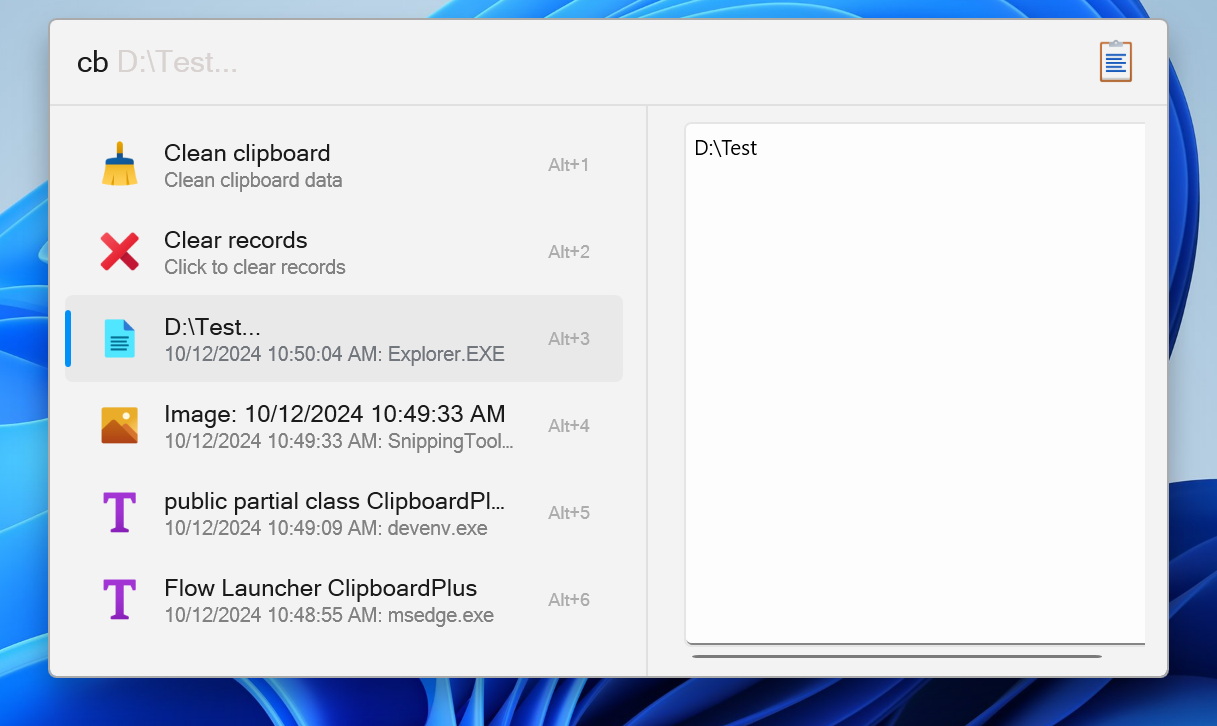 cb D:\Test...
Clean clipboard
Clean clipboard data
Alt+1
Clear records
Click to clear records
Alt+2
D:\Test...
10/12/2024 10:50:04 AM: Explorer.EXE
Alt+3
Image: 10/12/2024 10:49:33 AM
10/12/2024 10:49:33 AM: SnippingTool...
Alt+4
public partial class ClipboardPl...
10/12/2024 10:49:09 AM: devenv.exe
Alt+5
Flow Launcher ClipboardPlus
10/12/2024 10:48:55 AM: msedge.exe
Alt+6
D:\Test